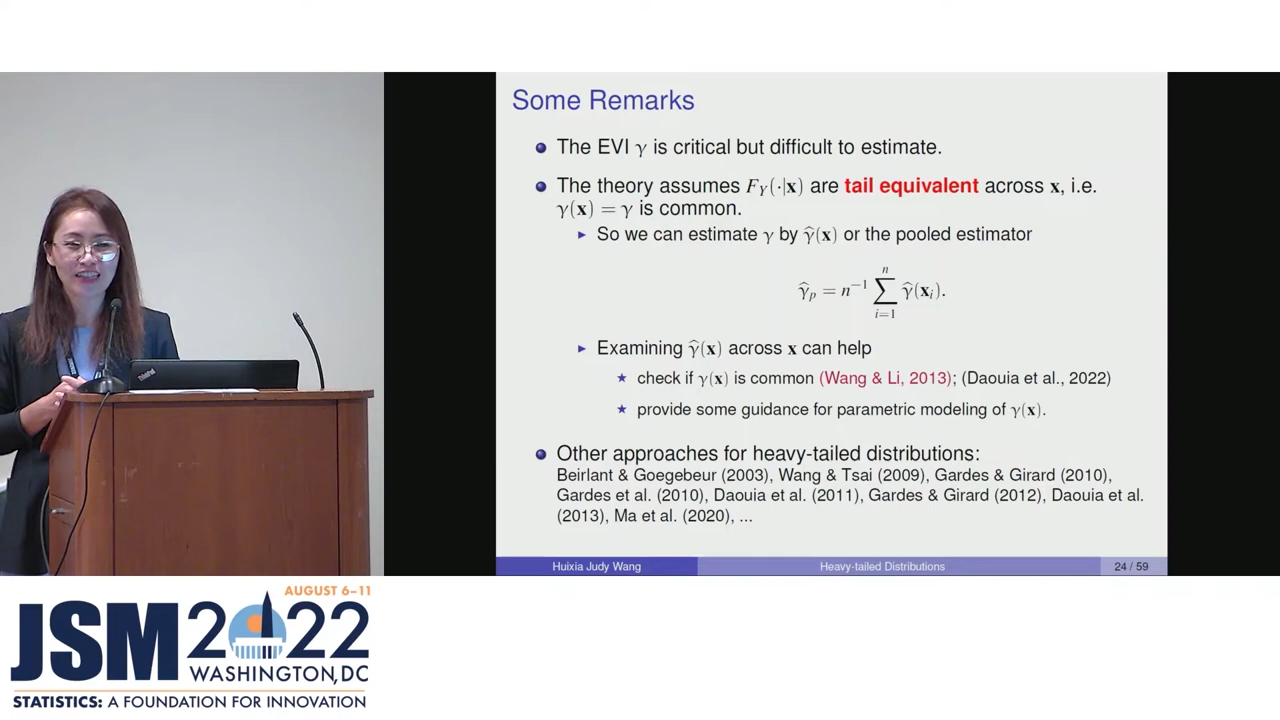 Some Remarks
The EVI γ is critical but difficult to estimate.
The theory assumes F_Y(·|x) are tail equivalent across x, i.e.
γ(x) = γ is common.
So we can estimate γ by γ̂(x) or the pooled estimator
γ̂_p = n^{-1} ∑_{i=1}^{n} γ̂(x_i).
Examining γ̂(x) across x can help
check if γ(x) is common (Wang & Li, 2013); (Daouia et al., 2022)
provide some guidance for parametric modeling of γ(x).
Other approaches for heavy-tailed distributions:
Beirlant & Goegebeur (2003), Wang & Tsai (2009), Gardes & Girard (2010),
Gardes et al. (2010), Daouia et al. (2011), Gardes & Girard (2012), Daouia et al.
(2013), Ma et al. (2020), ...
Huixia Judy Wang Heavy-tailed Distributions 24 / 59
ThinkPad
AUGUST 6–11
JSM 2022
WASHINGTON, DC
STATISTICS: A FOUNDATION FOR INNOVATION